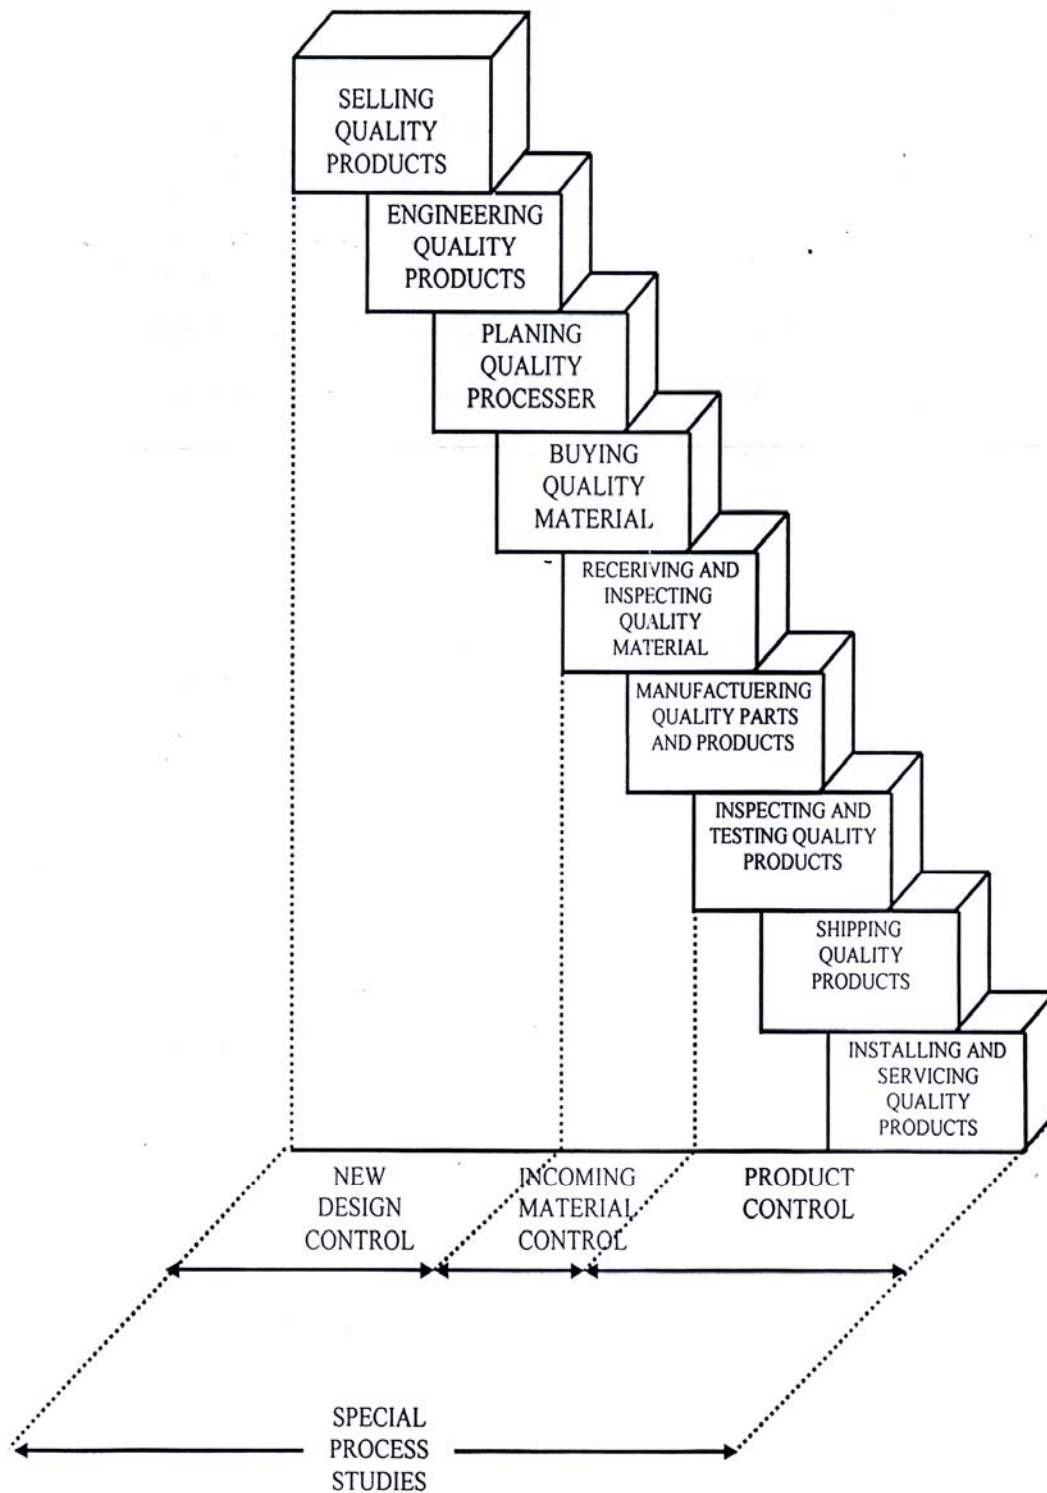 SELLING
QUALITY
PRODUCTS
ENGINEERING
QUALITY
PRODUCTS
PLANING
QUALITY
PROCESSER
BUYING
QUALITY
MATERIAL
RECERIVING AND
INSPECTING
QUALITY
MATERIAL
MANUFACTUERING
QUALITY PARTS
AND PRODUCTS
INSPECTING AND
TESTING QUALITY
PRODUCTS
SHIPPING
QUALITY
PRODUCTS
INSTALLING AND
SERVICING
QUALITY
PRODUCTS
NEW
DESIGN
CONTROL
INCOMING
MATERIAL
CONTROL
PRODUCT
CONTROL
SPECIAL
PROCESS
STUDIES